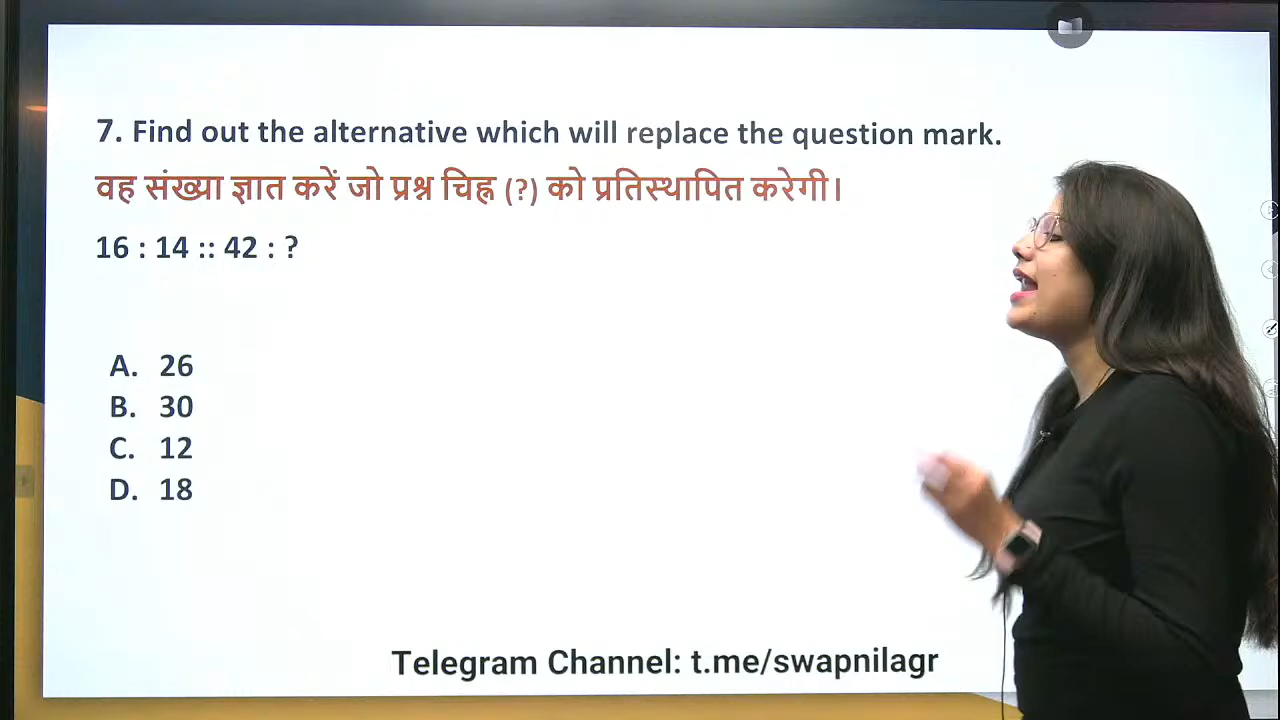 7. Find out the alternative which will replace the question mark.
वह संख्या ज्ञात करें जो प्रश्न चिह्न (?) को प्रतिस्थापित करेगी।
16 : 14 :: 42 : ?
A. 26
B. 30
C. 12
D. 18
Telegram Channel: t.me/swapnilagr